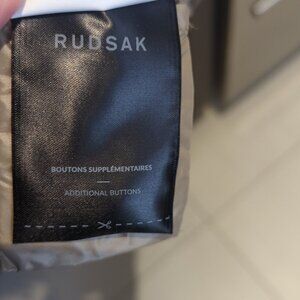 RUDSAK
BOUTONS SUPPLÉMENTAIRES
ADDITIONAL BUTTONS